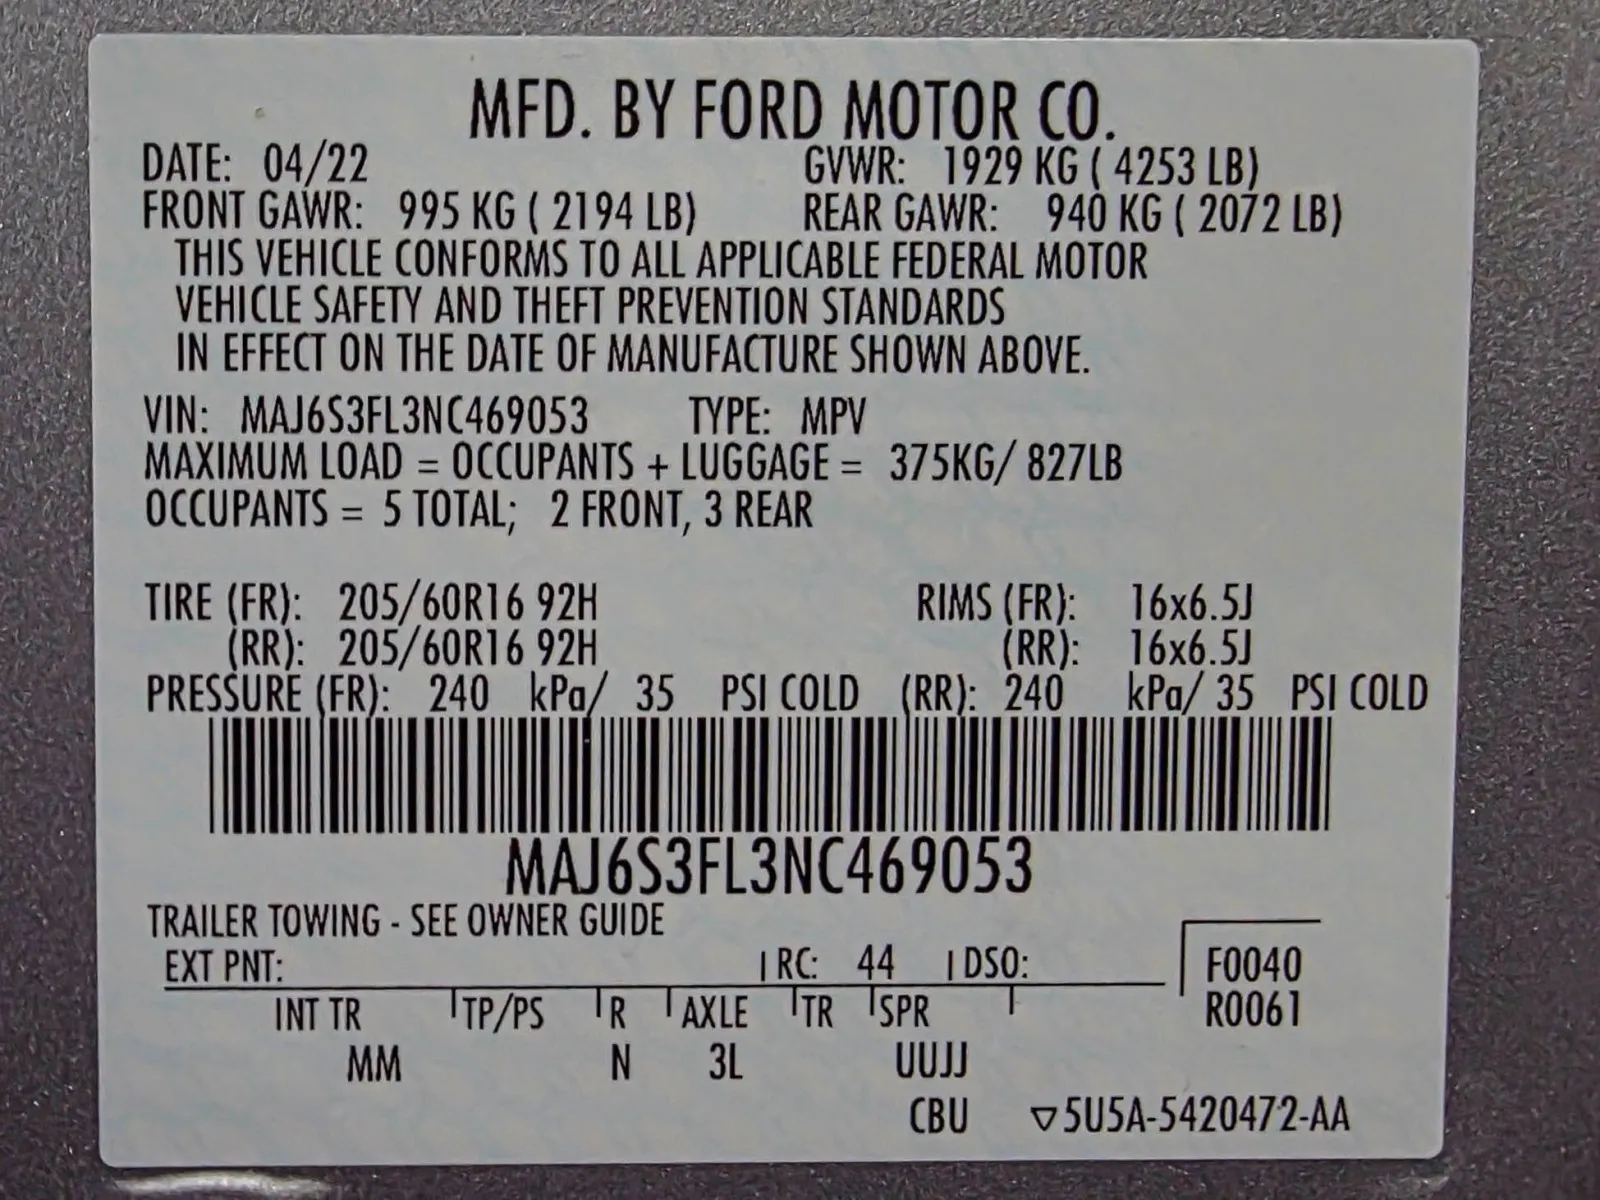 MFD. BY FORD MOTOR CO.
DATE: 04/22 GVWR: 1929 KG ( 4253 LB)
FRONT GAWR: 995 KG ( 2194 LB) REAR GAWR: 940 KG ( 2072 LB)
THIS VEHICLE CONFORMS TO ALL APPLICABLE FEDERAL MOTOR
VEHICLE SAFETY AND THEFT PREVENTION STANDARDS
IN EFFECT ON THE DATE OF MANUFACTURE SHOWN ABOVE.
VIN: MAJ6S3FL3NC469053 TYPE: MPV
MAXIMUM LOAD = OCCUPANTS + LUGGAGE = 375KG/ 827LB
OCCUPANTS = 5 TOTAL; 2 FRONT, 3 REAR
TIRE (FR): 205/60R16 92H RIMS (FR): 16x6.5J
(RR): 205/60R16 92H (RR): 16x6.5J
PRESSURE (FR): 240 kPa/ 35 PSI COLD (RR): 240 kPa/ 35 PSI COLD
MAJ6S3FL3NC469053
TRAILER TOWING - SEE OWNER GUIDE
EXT PNT: RC: 44 DSO: F0040
INT TR TP/PS R AXLE TR SPR R0061
MM N 3L UUJJ
CBU ▽5U5A-5420472-AA